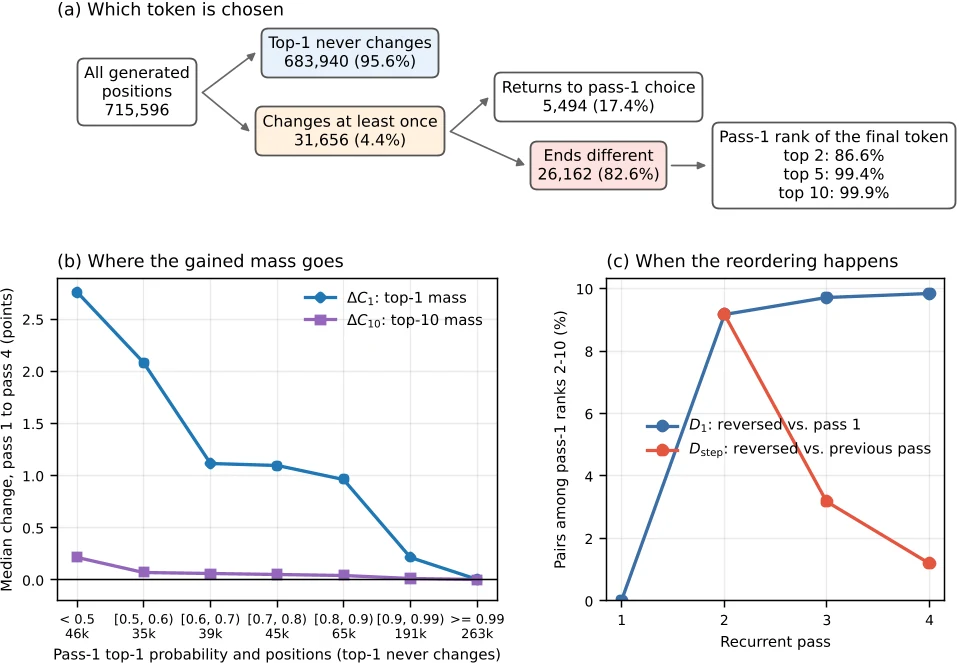 (a) Which token is chosen
All generated
positions
715,596
Top-1 never changes
683,940 (95.6%)
Changes at least once
31,656 (4.4%)
Returns to pass-1 choice
5,494 (17.4%)
Ends different
26,162 (82.6%)
Pass-1 rank of the final token
top 2: 86.6%
top 5: 99.4%
top 10: 99.9%
(b) Where the gained mass goes
Median change, pass 1 to pass 4 (points)
2.5
2.0
1.5
1.0
0.5
0.0
ΔC₁: top-1 mass
ΔC₁₀: top-10 mass
< 0.5 [0.5, 0.6) [0.6, 0.7) [0.7, 0.8) [0.8, 0.9) [0.9, 0.99) >= 0.99
46k 35k 39k 45k 65k 191k 263k
Pass-1 top-1 probability and positions (top-1 never changes)
(c) When the reordering happens
Pairs among pass-1 ranks 2-10 (%)
10
8
6
4
2
0
D₁: reversed vs. pass 1
D_step: reversed vs. previous pass
1 2 3 4
Recurrent pass